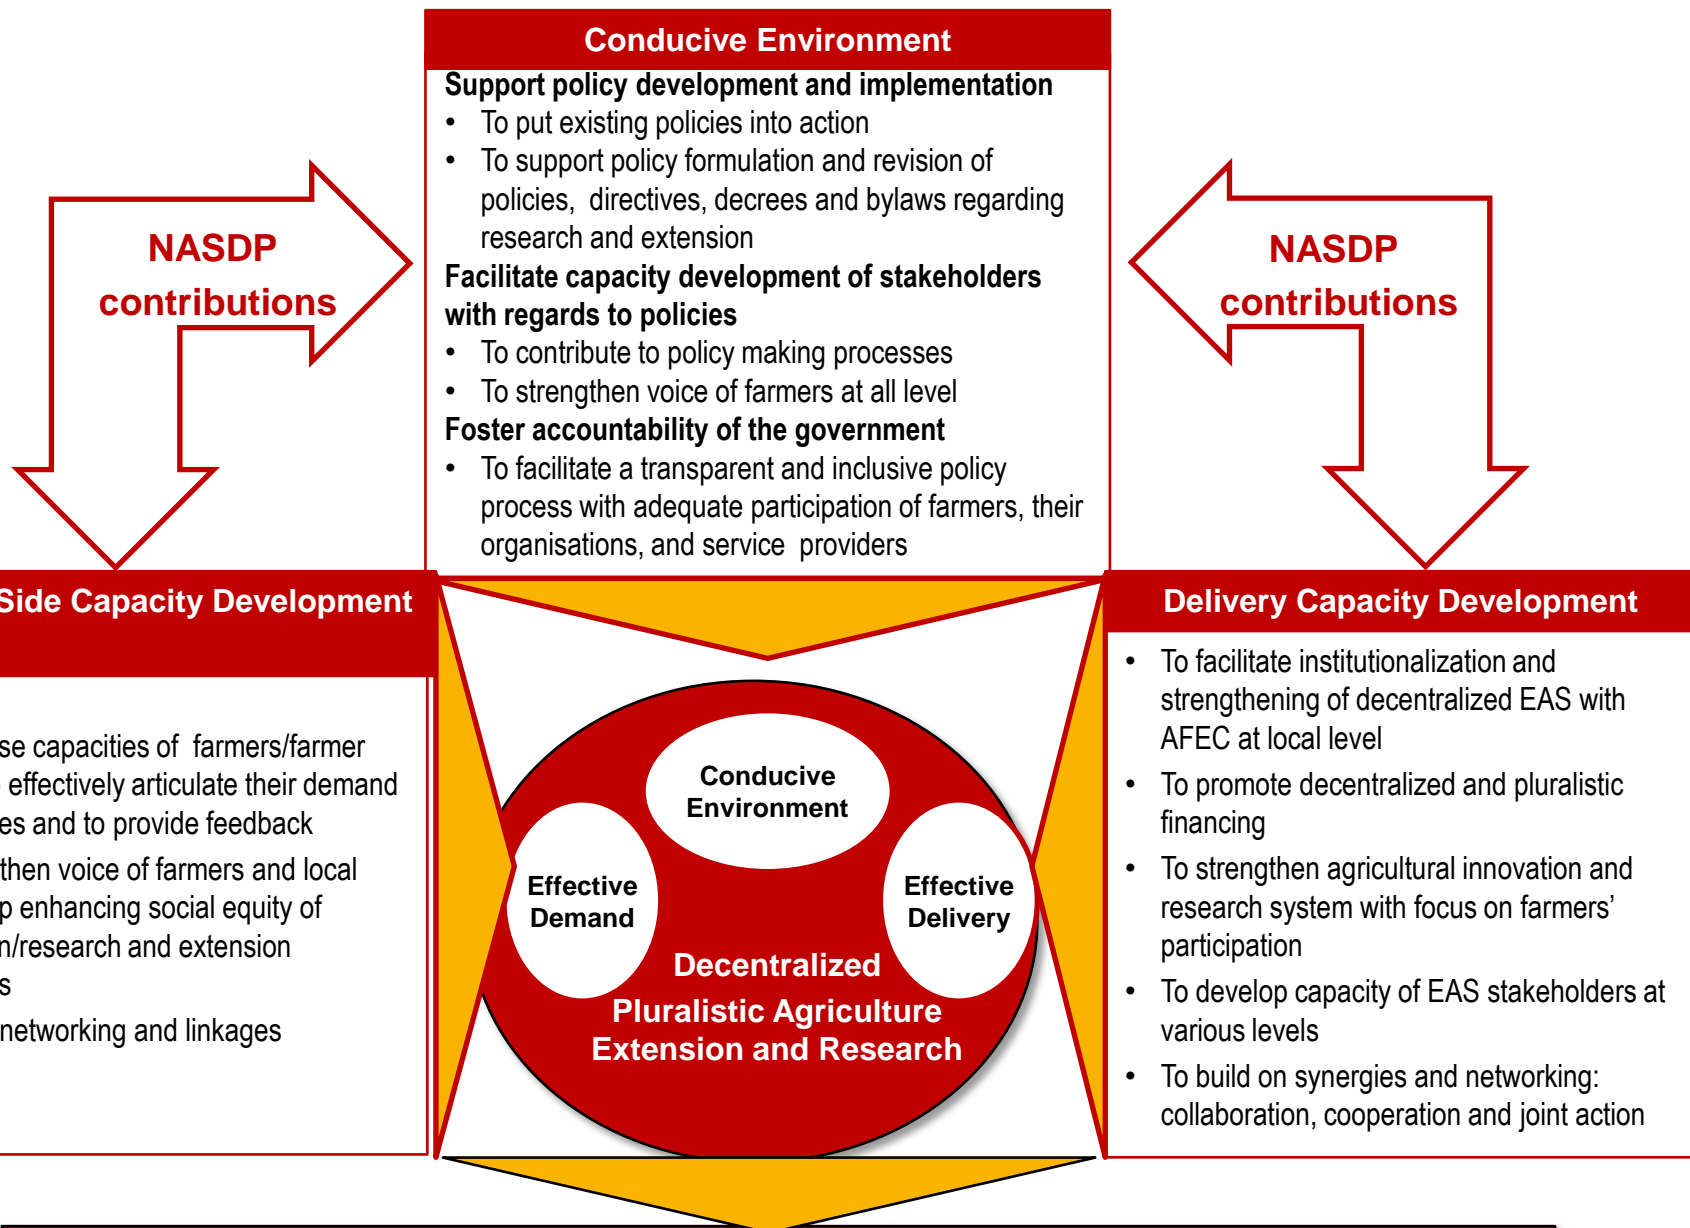 Conducive Environment
Support policy development and implementation
• To put existing policies into action
• To support policy formulation and revision of
policies, directives, decrees and bylaws regarding
research and extension
Facilitate capacity development of stakeholders
with regards to policies
• To contribute to policy making processes
• To strengthen voice of farmers at all level
Foster accountability of the government
• To facilitate a transparent and inclusive policy
process with adequate participation of farmers, their
organisations, and service providers
NASDP
contributions
NASDP
contributions
Side Capacity Development
capacities of farmers/farmer
effectively articulate their demand
and to provide feedback
voice of farmers and local
enhancing social equity of
/research and extension
networking and linkages
Conducive
Environment
Effective
Demand
Effective
Delivery
Decentralized
Pluralistic Agriculture
Extension and Research
Delivery Capacity Development
• To facilitate institutionalization and
strengthening of decentralized EAS with
AFEC at local level
• To promote decentralized and pluralistic
financing
• To strengthen agricultural innovation and
research system with focus on farmers’
participation
• To develop capacity of EAS stakeholders at
various levels
• To build on synergies and networking:
collaboration, cooperation and joint action